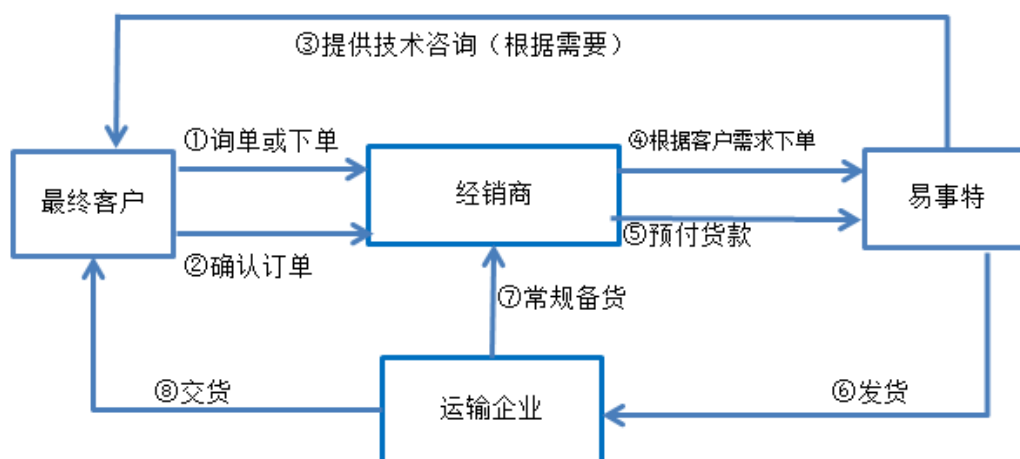 ③提供技术咨询（根据需要）
①询单或下单
④根据客户需求下单
最终客户
经销商
易事特
②确认订单
⑤预付货款
⑦常规备货
⑧交货
运输企业
⑥发货